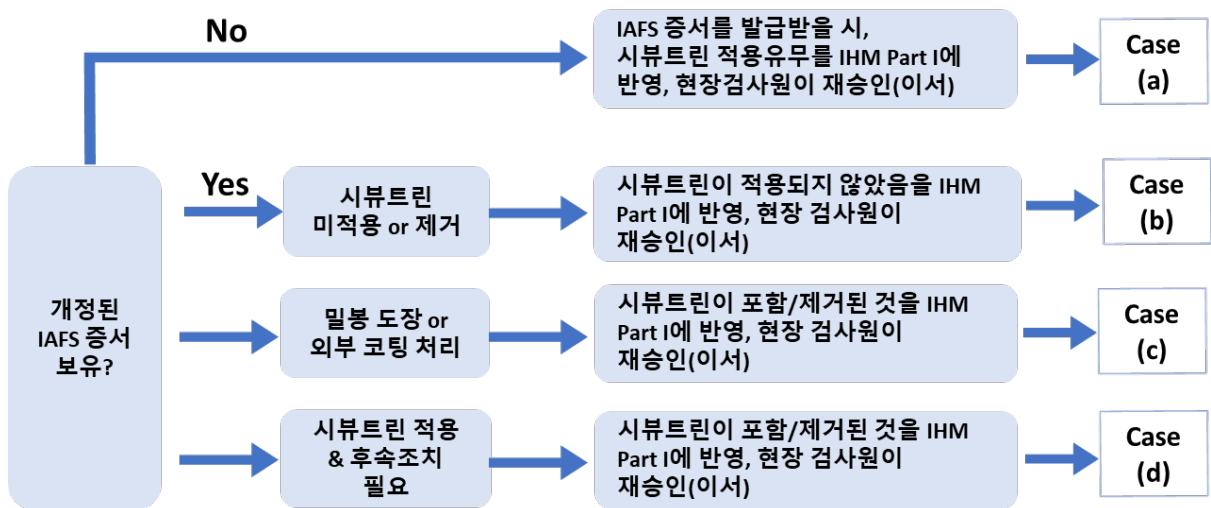 No
IAFS 증서를 발급받을 시,
시뷰트린 적용유무를 IHM Part I에
반영, 현장검사원이 재승인(이서)
Case
(a)
개정된
IAFS 증서
보유?
Yes
시뷰트린
미적용 or 제거
시뷰트린이 적용되지 않았음을 IHM
Part I에 반영, 현장 검사원이
재승인(이서)
Case
(b)
밀봉 도장 or
외부 코팅 처리
시뷰트린이 포함/제거된 것을 IHM
Part I에 반영, 현장 검사원이
재승인(이서)
Case
(c)
시뷰트린 적용
& 후속조치
필요
시뷰트린이 포함/제거된 것을 IHM
Part I에 반영, 현장 검사원이
재승인(이서)
Case
(d)